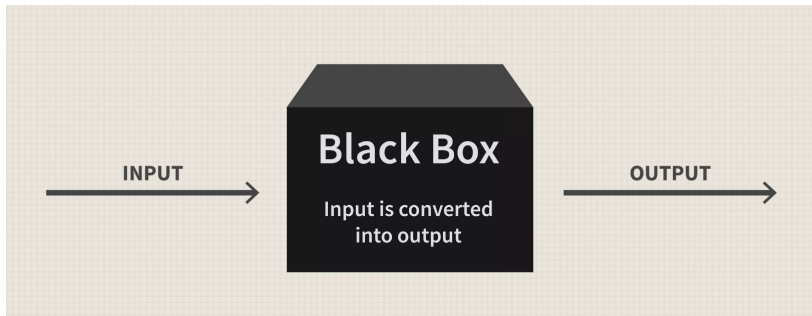 INPUT
Black Box
Input is converted
into output
OUTPUT